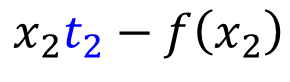 x₂t₂ − f(x₂)